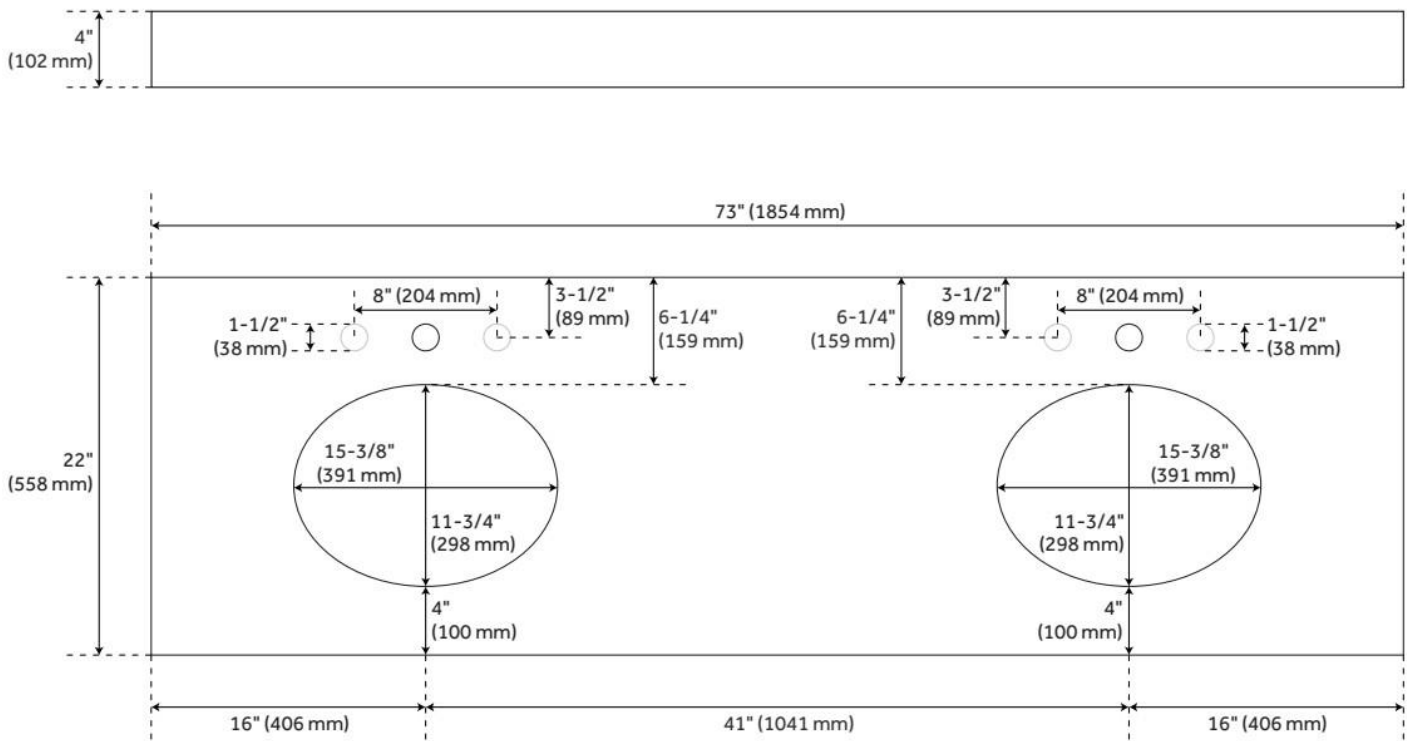 4"
(102 mm)
73" (1854 mm)
8" (204 mm)
3-1/2"
(89 mm)
6-1/4"
(159 mm)
1-1/2"
(38 mm)
6-1/4"
(159 mm)
3-1/2"
(89 mm)
8" (204 mm)
1-1/2"
(38 mm)
22"
(558 mm)
15-3/8"
(391 mm)
11-3/4"
(298 mm)
4"
(100 mm)
15-3/8"
(391 mm)
11-3/4"
(298 mm)
4"
(100 mm)
16" (406 mm)
41" (1041 mm)
16" (406 mm)